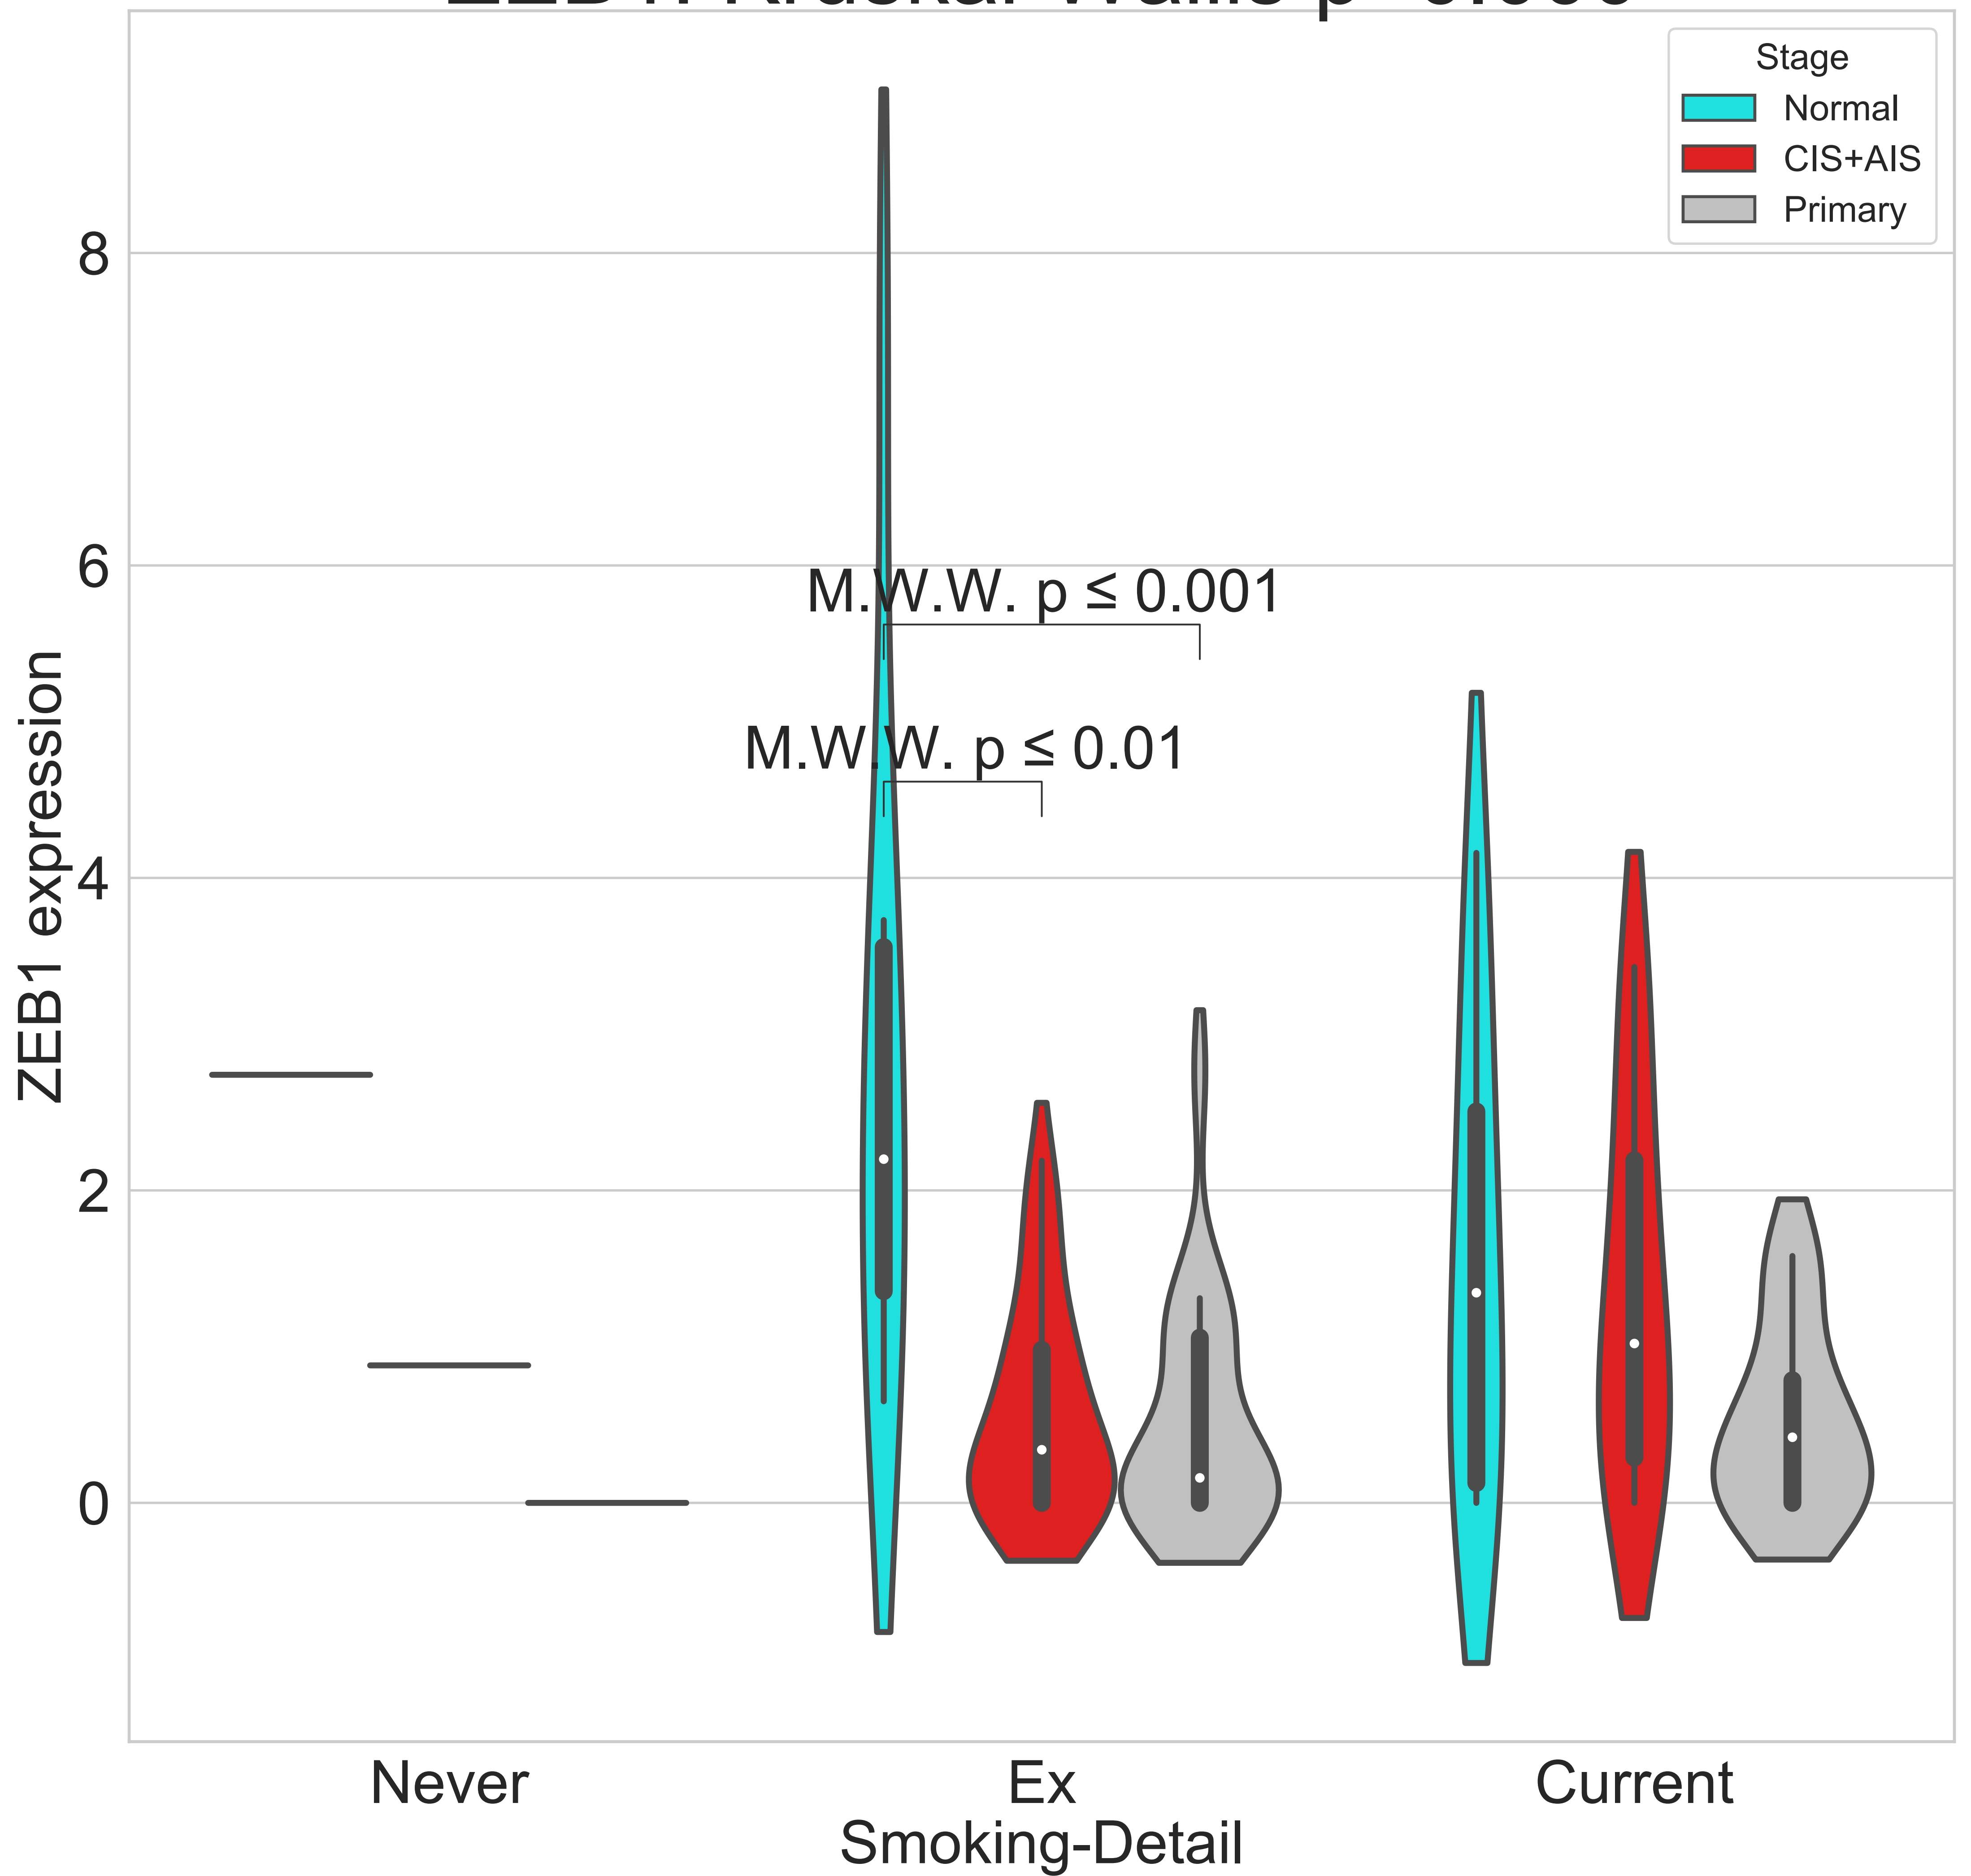 Stage
Normal
CIS+AIS
Primary
8
6
4
2
0
ZEB1 expression
M.W.W. p ≤ 0.001
M.W.W. p ≤ 0.01
Never
Ex
Current
Smoking-Detail